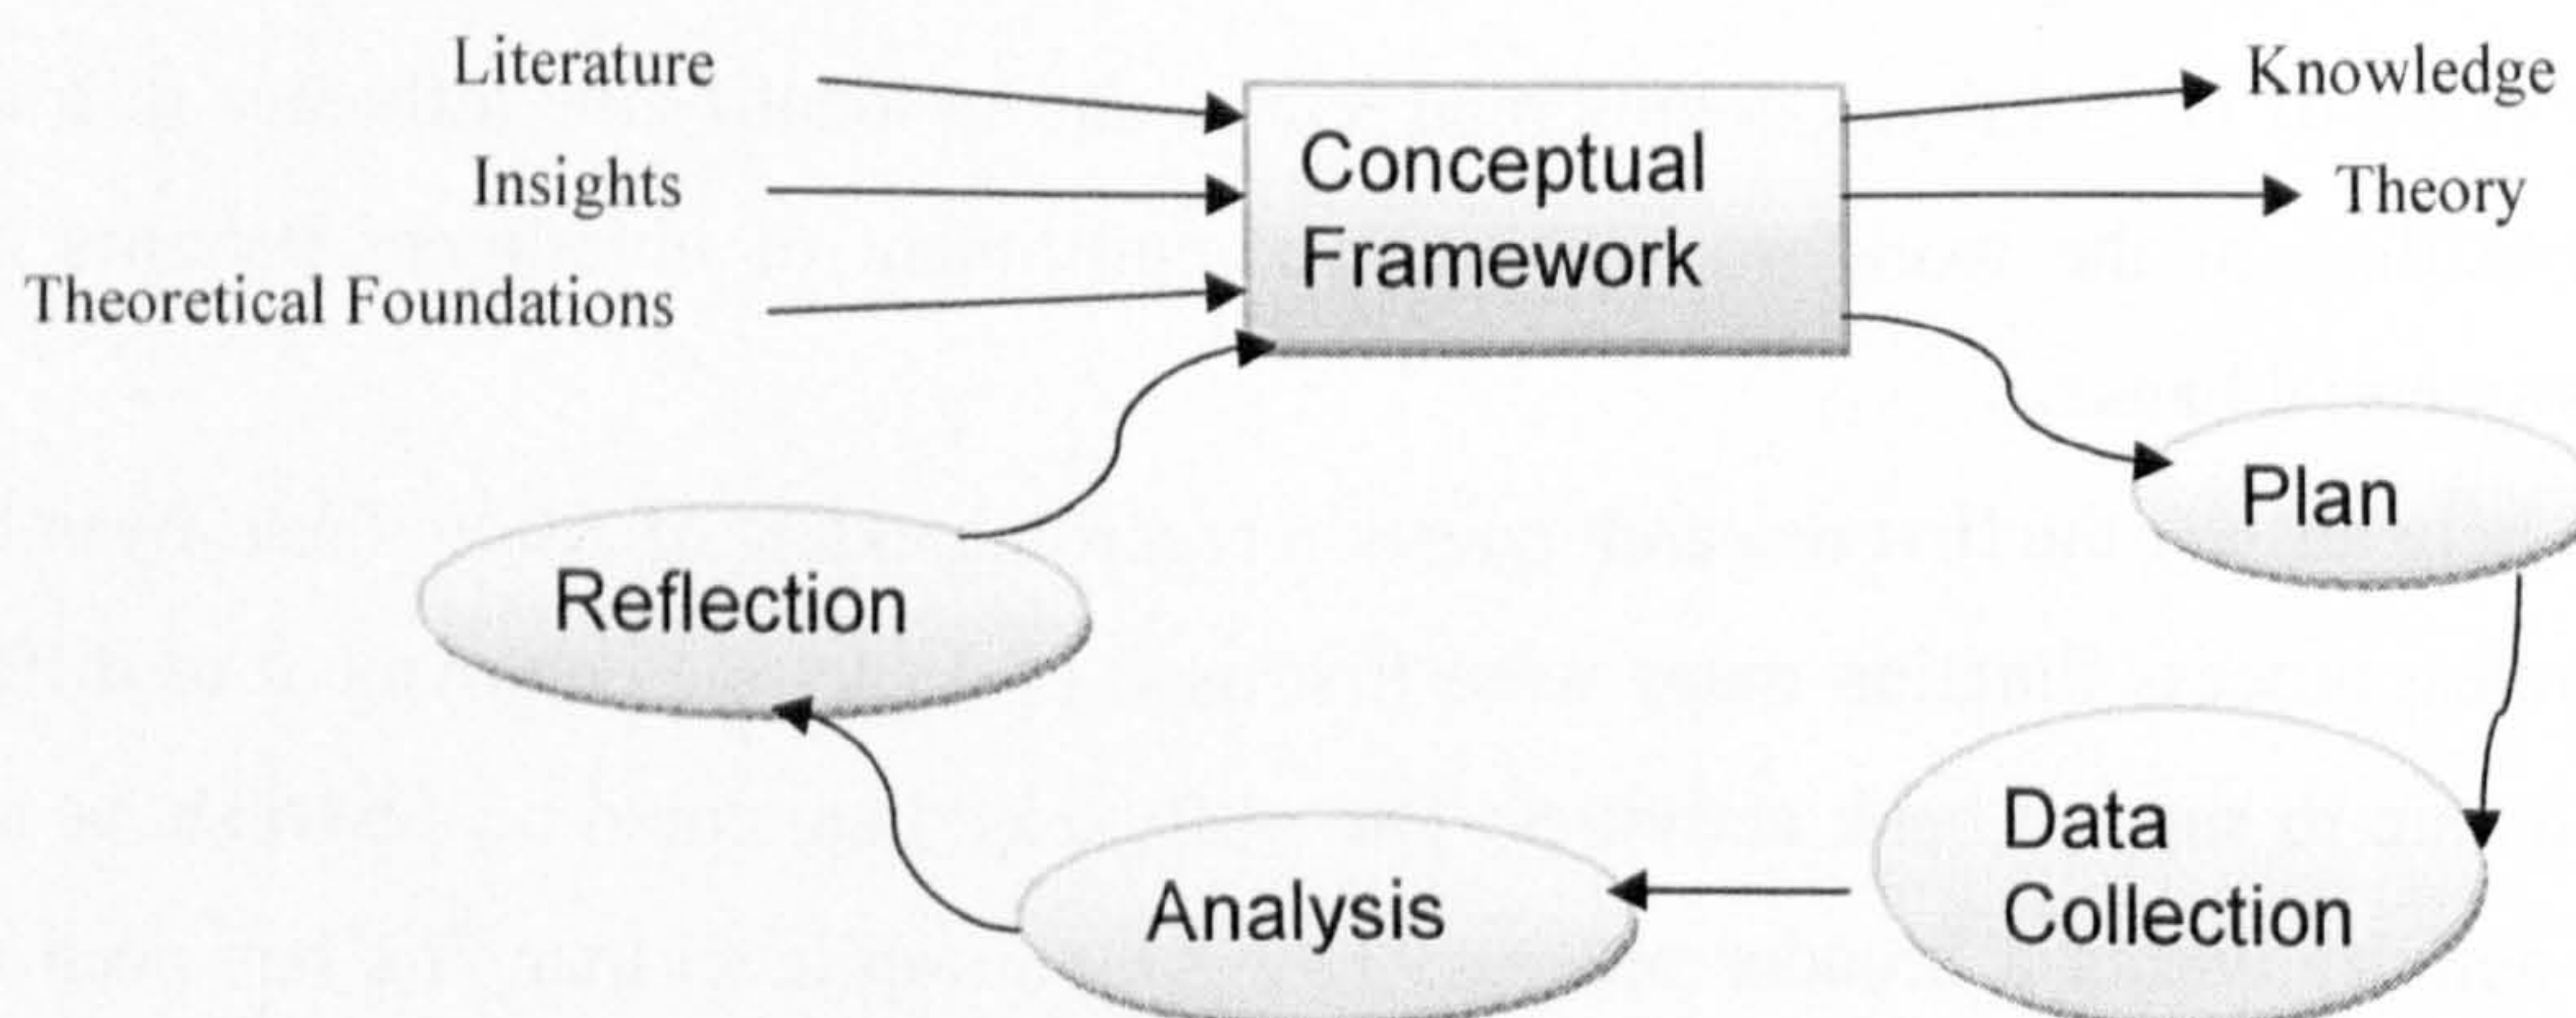 Literature
Insights
Theoretical Foundations
Conceptual
Framework
Knowledge
Theory
Plan
Data
Collection
Analysis
Reflection